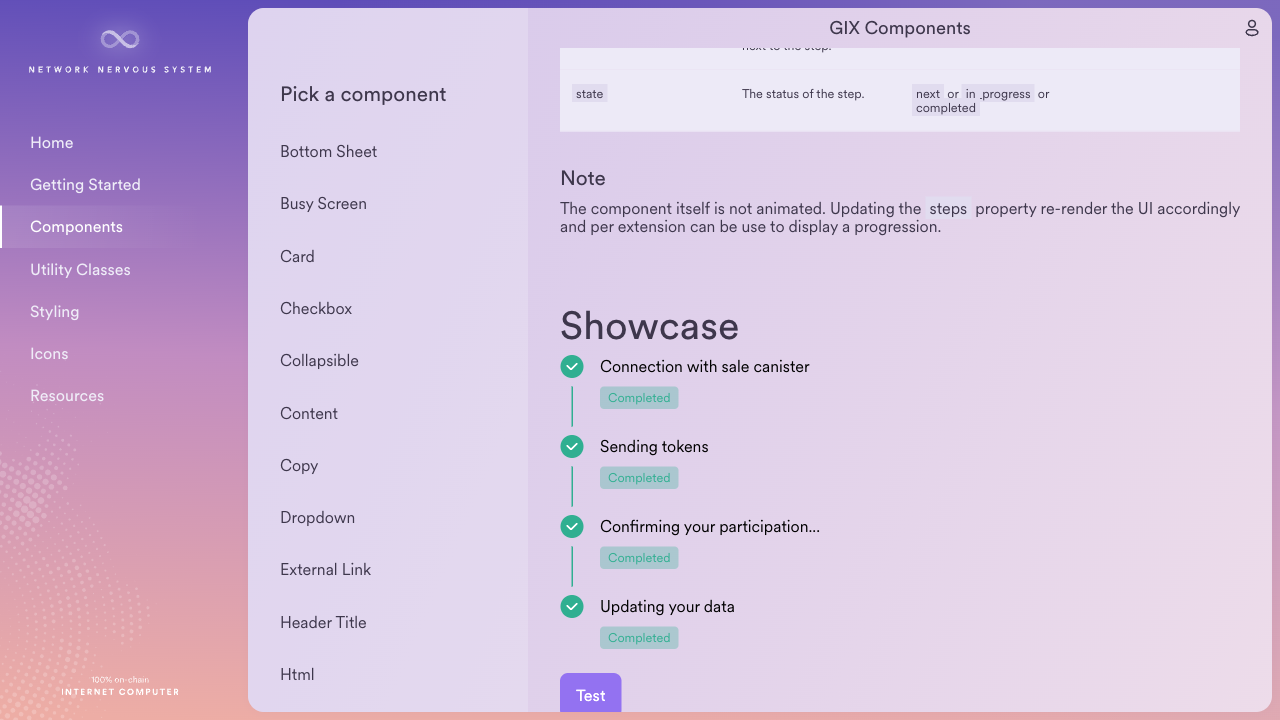 NETWORK NERVOUS SYSTEM
Home
Getting Started
Components
Utility Classes
Styling
Icons
Resources
100% on-chain
INTERNET COMPUTER
Pick a component
Bottom Sheet
Busy Screen
Card
Checkbox
Collapsible
Content
Copy
Dropdown
External Link
Header Title
Html
GIX Components
next to the step.
state The status of the step. next or in_progress or
completed
Note
The component itself is not animated. Updating the steps property re-render the UI accordingly
and per extension can be use to display a progression.
Showcase
Connection with sale canister
Completed
Sending tokens
Completed
Confirming your participation...
Completed
Updating your data
Completed
Test